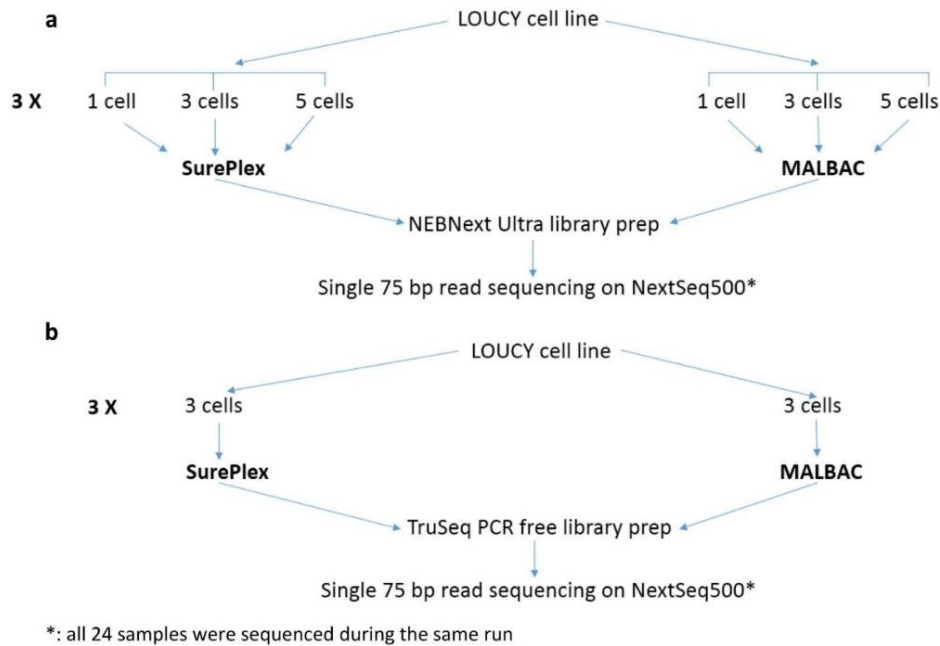 a
LOUCY cell line
3 X 1 cell 3 cells 5 cells 1 cell 3 cells 5 cells
SurePlex MALBAC
NEBNext Ultra library prep
Single 75 bp read sequencing on NextSeq500*
b
LOUCY cell line
3 X 3 cells 3 cells
SurePlex MALBAC
TruSeq PCR free library prep
Single 75 bp read sequencing on NextSeq500*
*: all 24 samples were sequenced during the same run